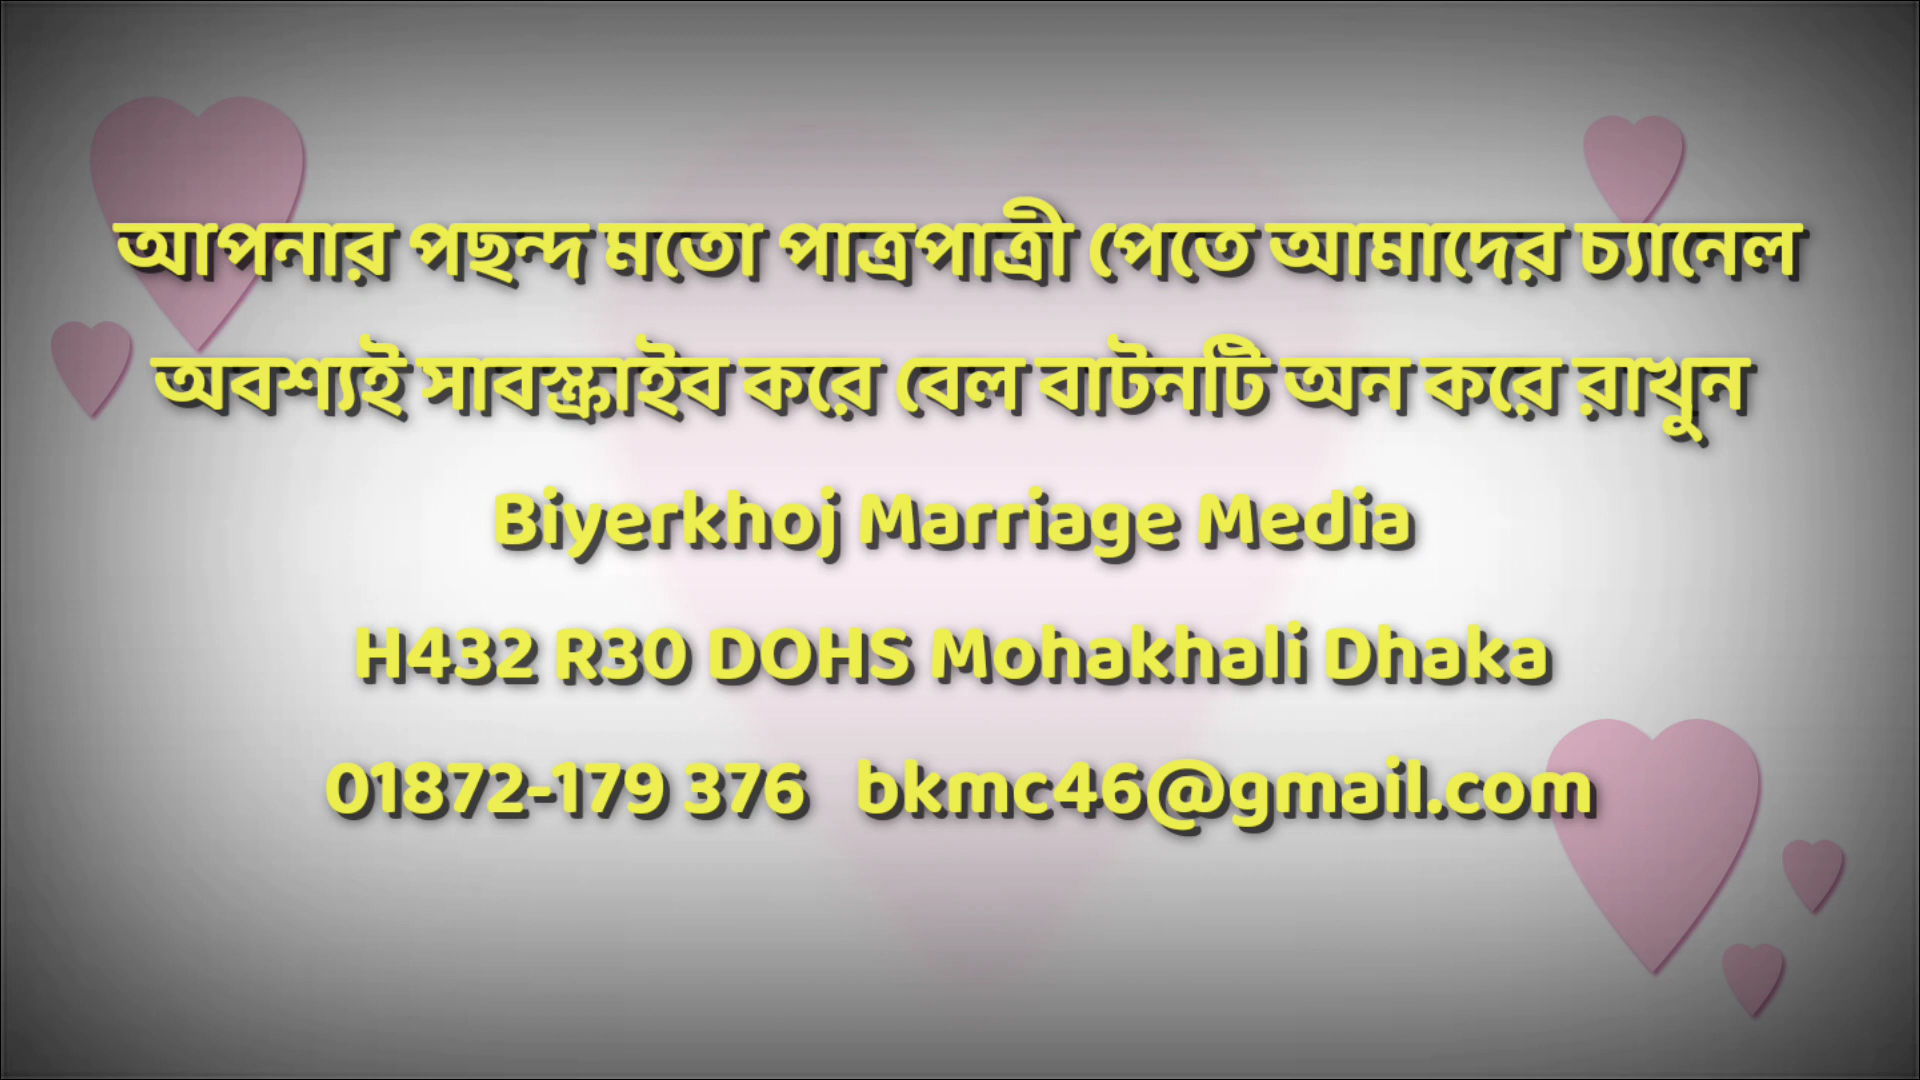 আপনার পছন্দ মতো পাত্রপাত্রী পেতে আমাদের চ্যানেল
অবশ্যই সাবস্ক্রাইব করে বেল বাটনটি অন করে রাখুন
Biyerkhoj Marriage Media
H432 R30 DOHS Mohakhali Dhaka
01872-179 376   bkmc46@gmail.com